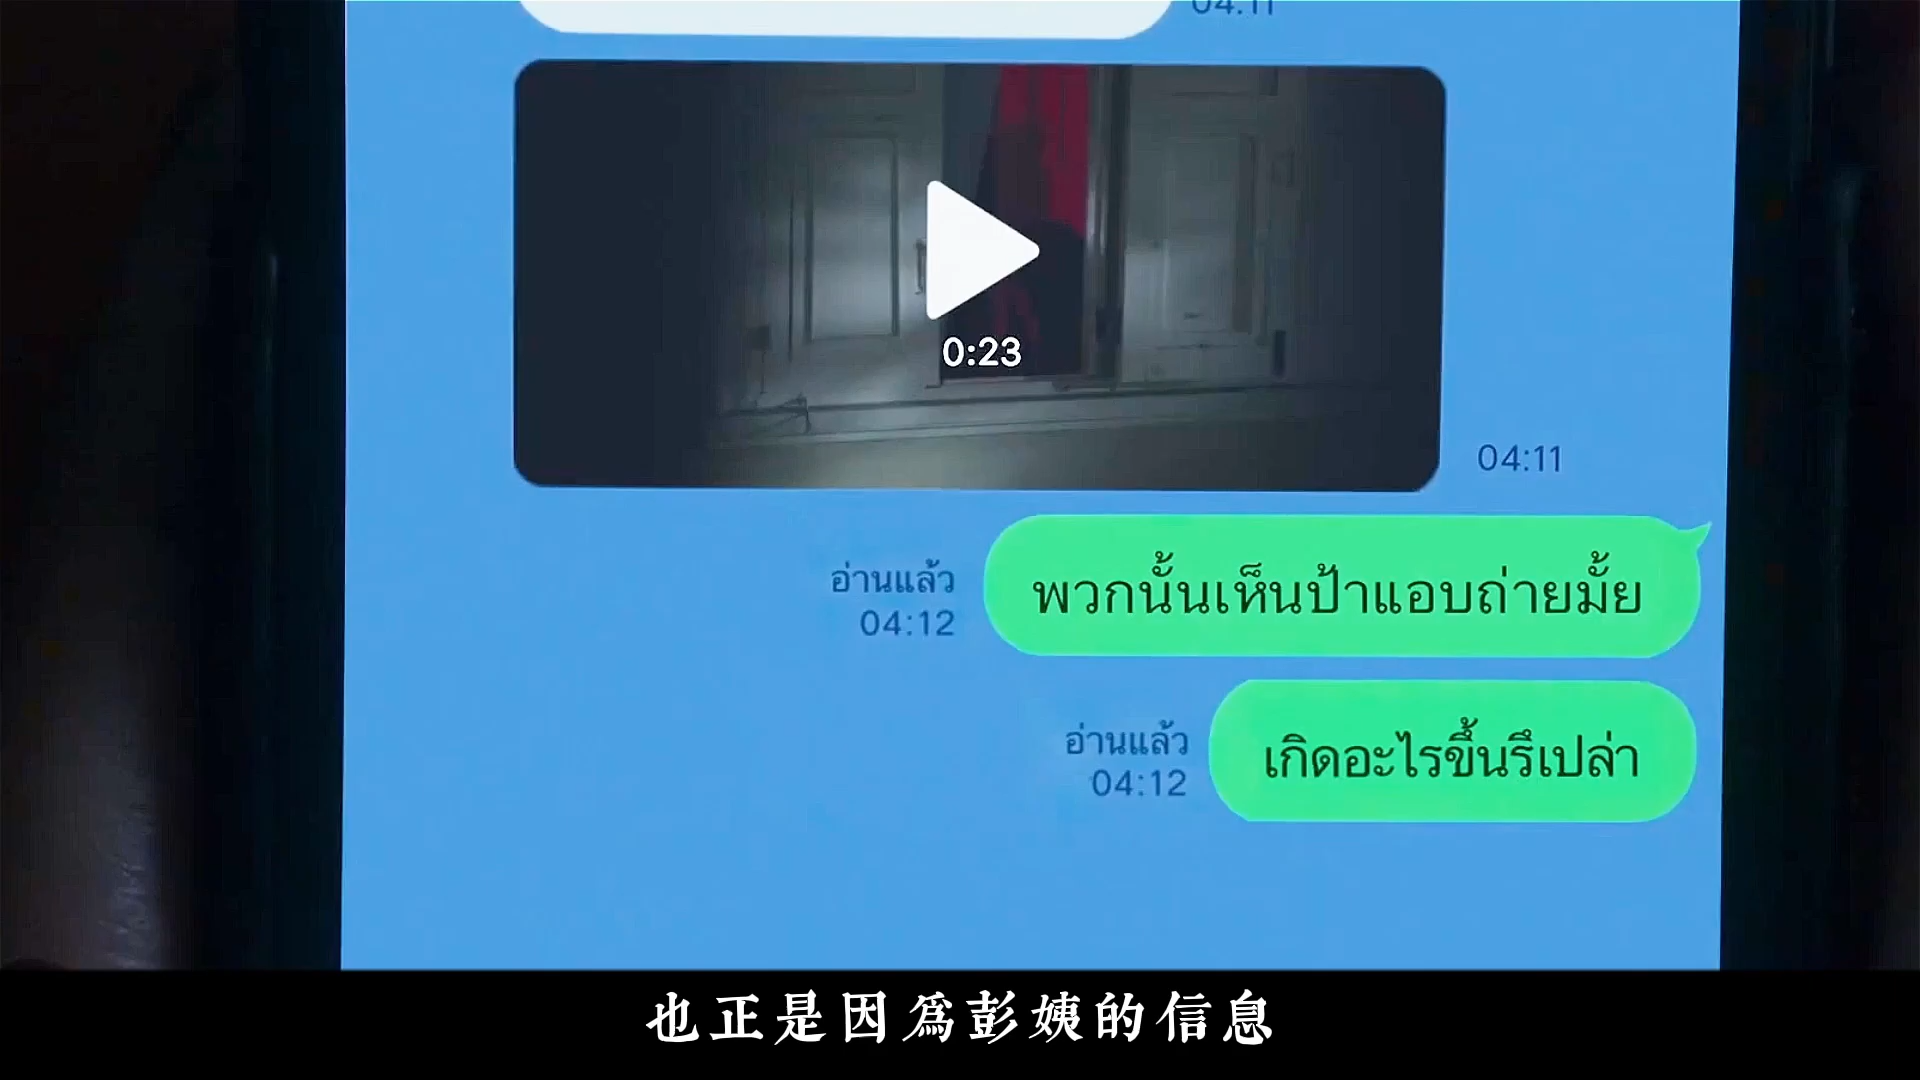 04:11
0:23
04:11
อ่านแล้ว
04:12
พวกนั้นเห็นป้าแอบถ่ายมั้ย
อ่านแล้ว
04:12
เกิดอะไรขึ้นรึเปล่า
也正是因爲彭姨的信息